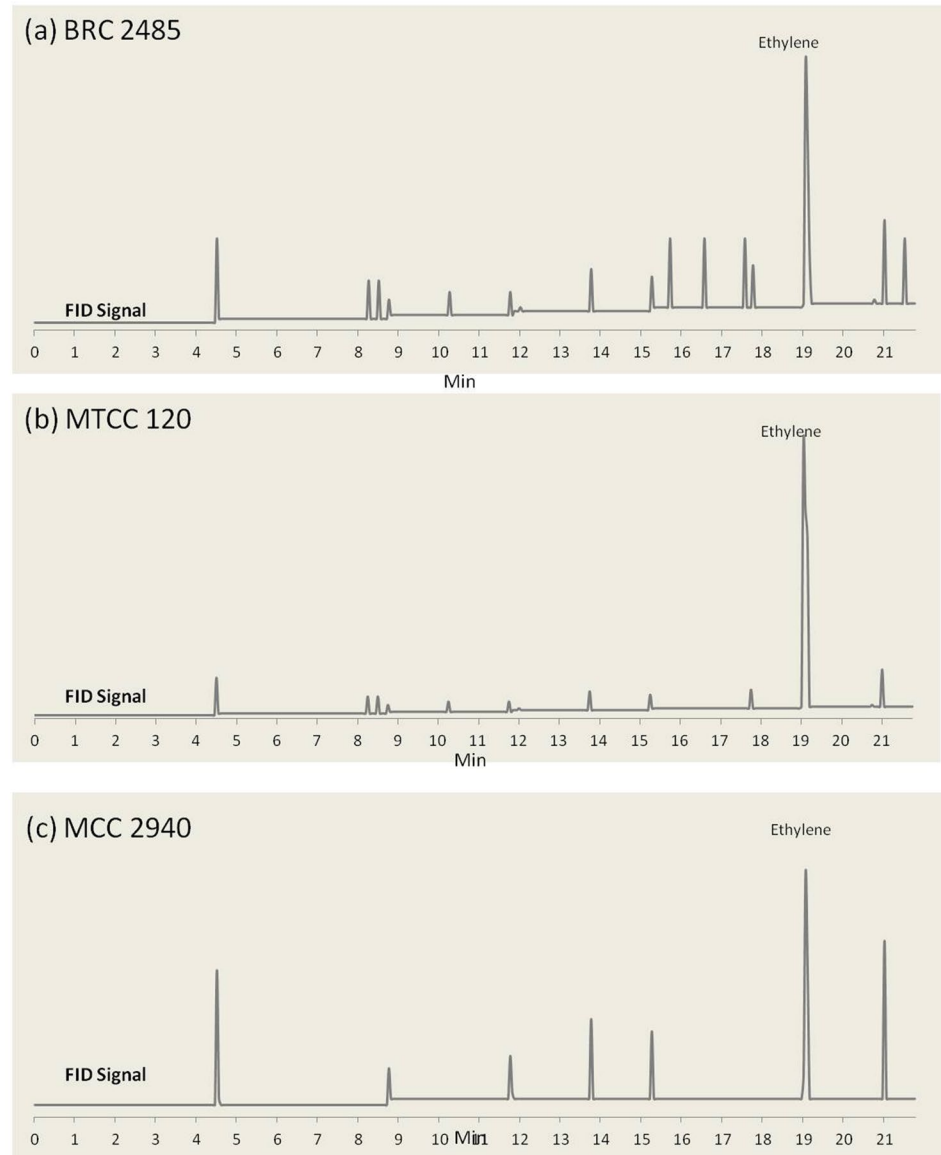 (a) BRC 2485
Ethylene
FID Signal
0 1 2 3 4 5 6 7 8 9 10 11 12 13 14 15 16 17 18 19 20 21
Min
(b) MTCC 120
Ethylene
FID Signal
0 1 2 3 4 5 6 7 8 9 10 11 12 13 14 15 16 17 18 19 20 21
Min
(c) MCC 2940
Ethylene
FID Signal
0 1 2 3 4 5 6 7 8 9 10 11 12 13 14 15 16 17 18 19 20 21
Min